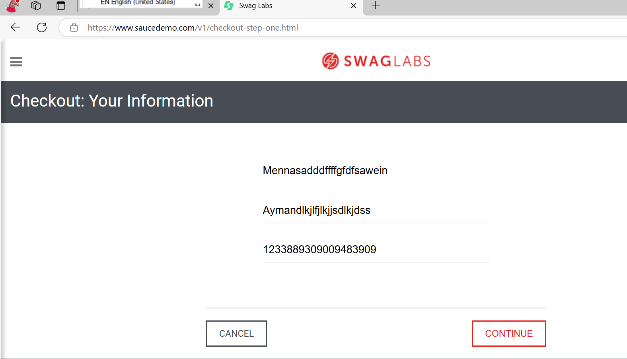 EN English (United States)
Swag Labs
https://www.saucedemo.com/v1/checkout-step-one.html
SWAGLABS
Checkout: Your Information
Mennasadddffffgfdfsawein
Aymandlkjlfjlkjjsdlkjdss
1233889309009483909
CANCEL
CONTINUE